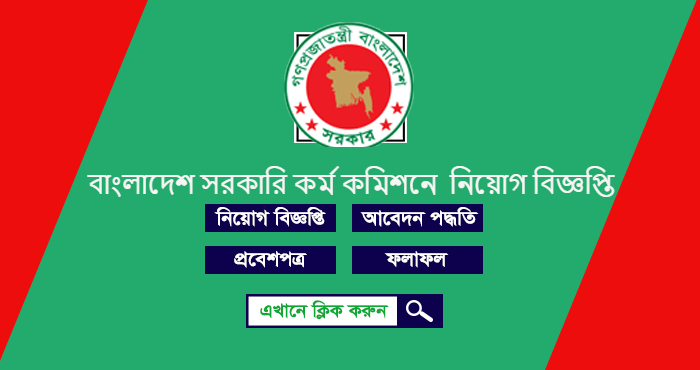 গণপ্রজাতন্ত্রী বাংলাদেশ
সরকার
বাংলাদেশ সরকারি কর্ম কমিশনে নিয়োগ বিজ্ঞপ্তি
নিয়োগ বিজ্ঞপ্তি আবেদন পদ্ধতি
প্রবেশপত্র ফলাফল
এখানে ক্লিক করুন